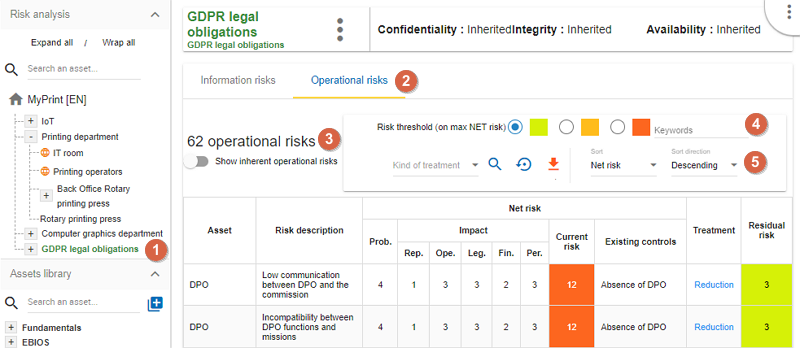 Risk analysis
Expand all / Wrap all
Search an asset...
MyPrint [EN]
+ IoT
- Printing department
IT room
Printing operators
+ Back Office Rotary
printing press
Rotary printing press
+ Computer graphics department
+ GDPR legal obligations 1
Assets library
Search an asset...
+ Fundamentals
+ EBIOS
GDPR legal
obligations
GDPR legal obligations
Confidentiality : Inherited Integrity : Inherited Availability : Inherited
Information risks Operational risks 2
62 operational risks 3
Show inherent operational risks
Risk threshold (on max NET risk) Keywords 4
Kind of treatment
Sort
Net risk
Sort direction
Descending 5
Asset Risk description Net risk Treatment Residual
risk
Prob. Impact Current
risk Existing controls
Rep. Ope. Leg. Fin. Per.
DPO Low communication
between DPO and the
commission 4 1 3 3 2 3 12 Absence of DPO Reduction 3
DPO Incompatibility between
DPO functions and
missions 4 1 3 3 2 3 12 Absence of DPO Reduction 3